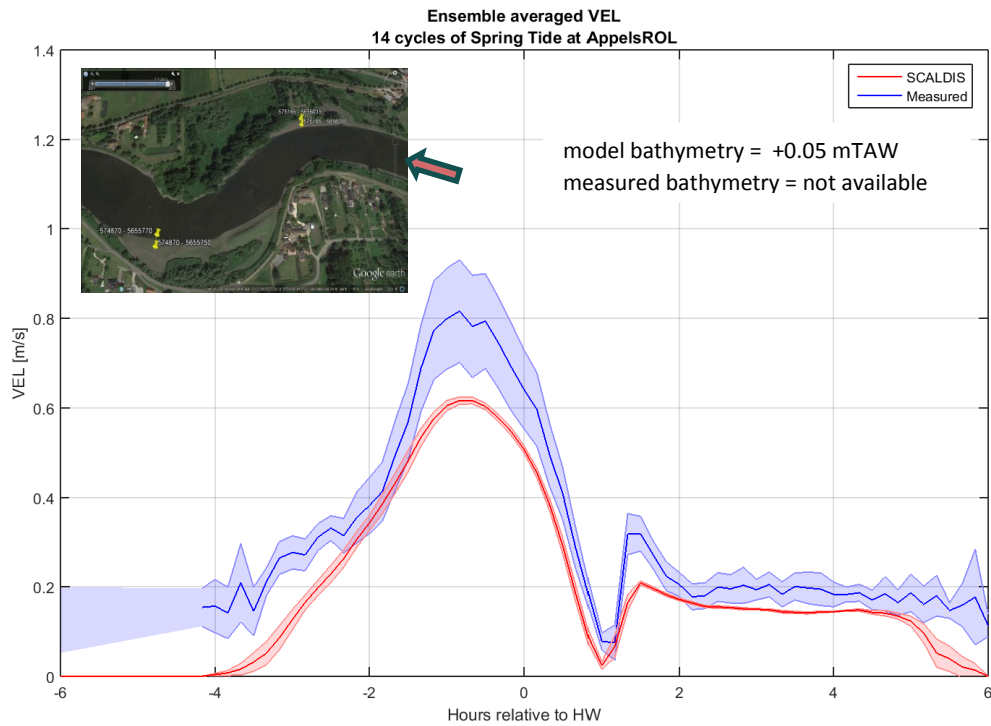 Ensemble averaged VEL
14 cycles of Spring Tide at AppelsROL
1.4
1.2
1
0.8
0.6
0.4
0.2
0
VEL [m/s]
SCALDIS
Measured
model bathymetry = +0.05 mTAW
measured bathymetry = not available
574870 - 5655770
574870 - 5655750
Google earth
-6
-4
-2
0
2
4
6
Hours relative to HW